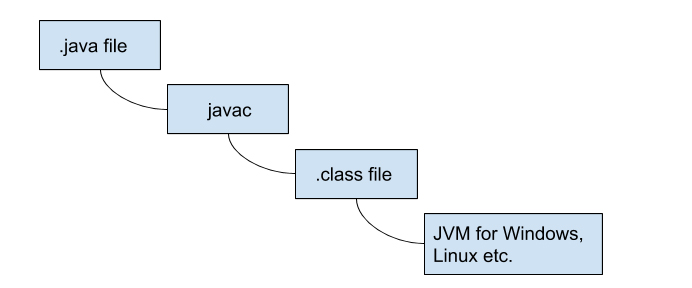 .java file
javac
.class file
JVM for Windows,
Linux etc.